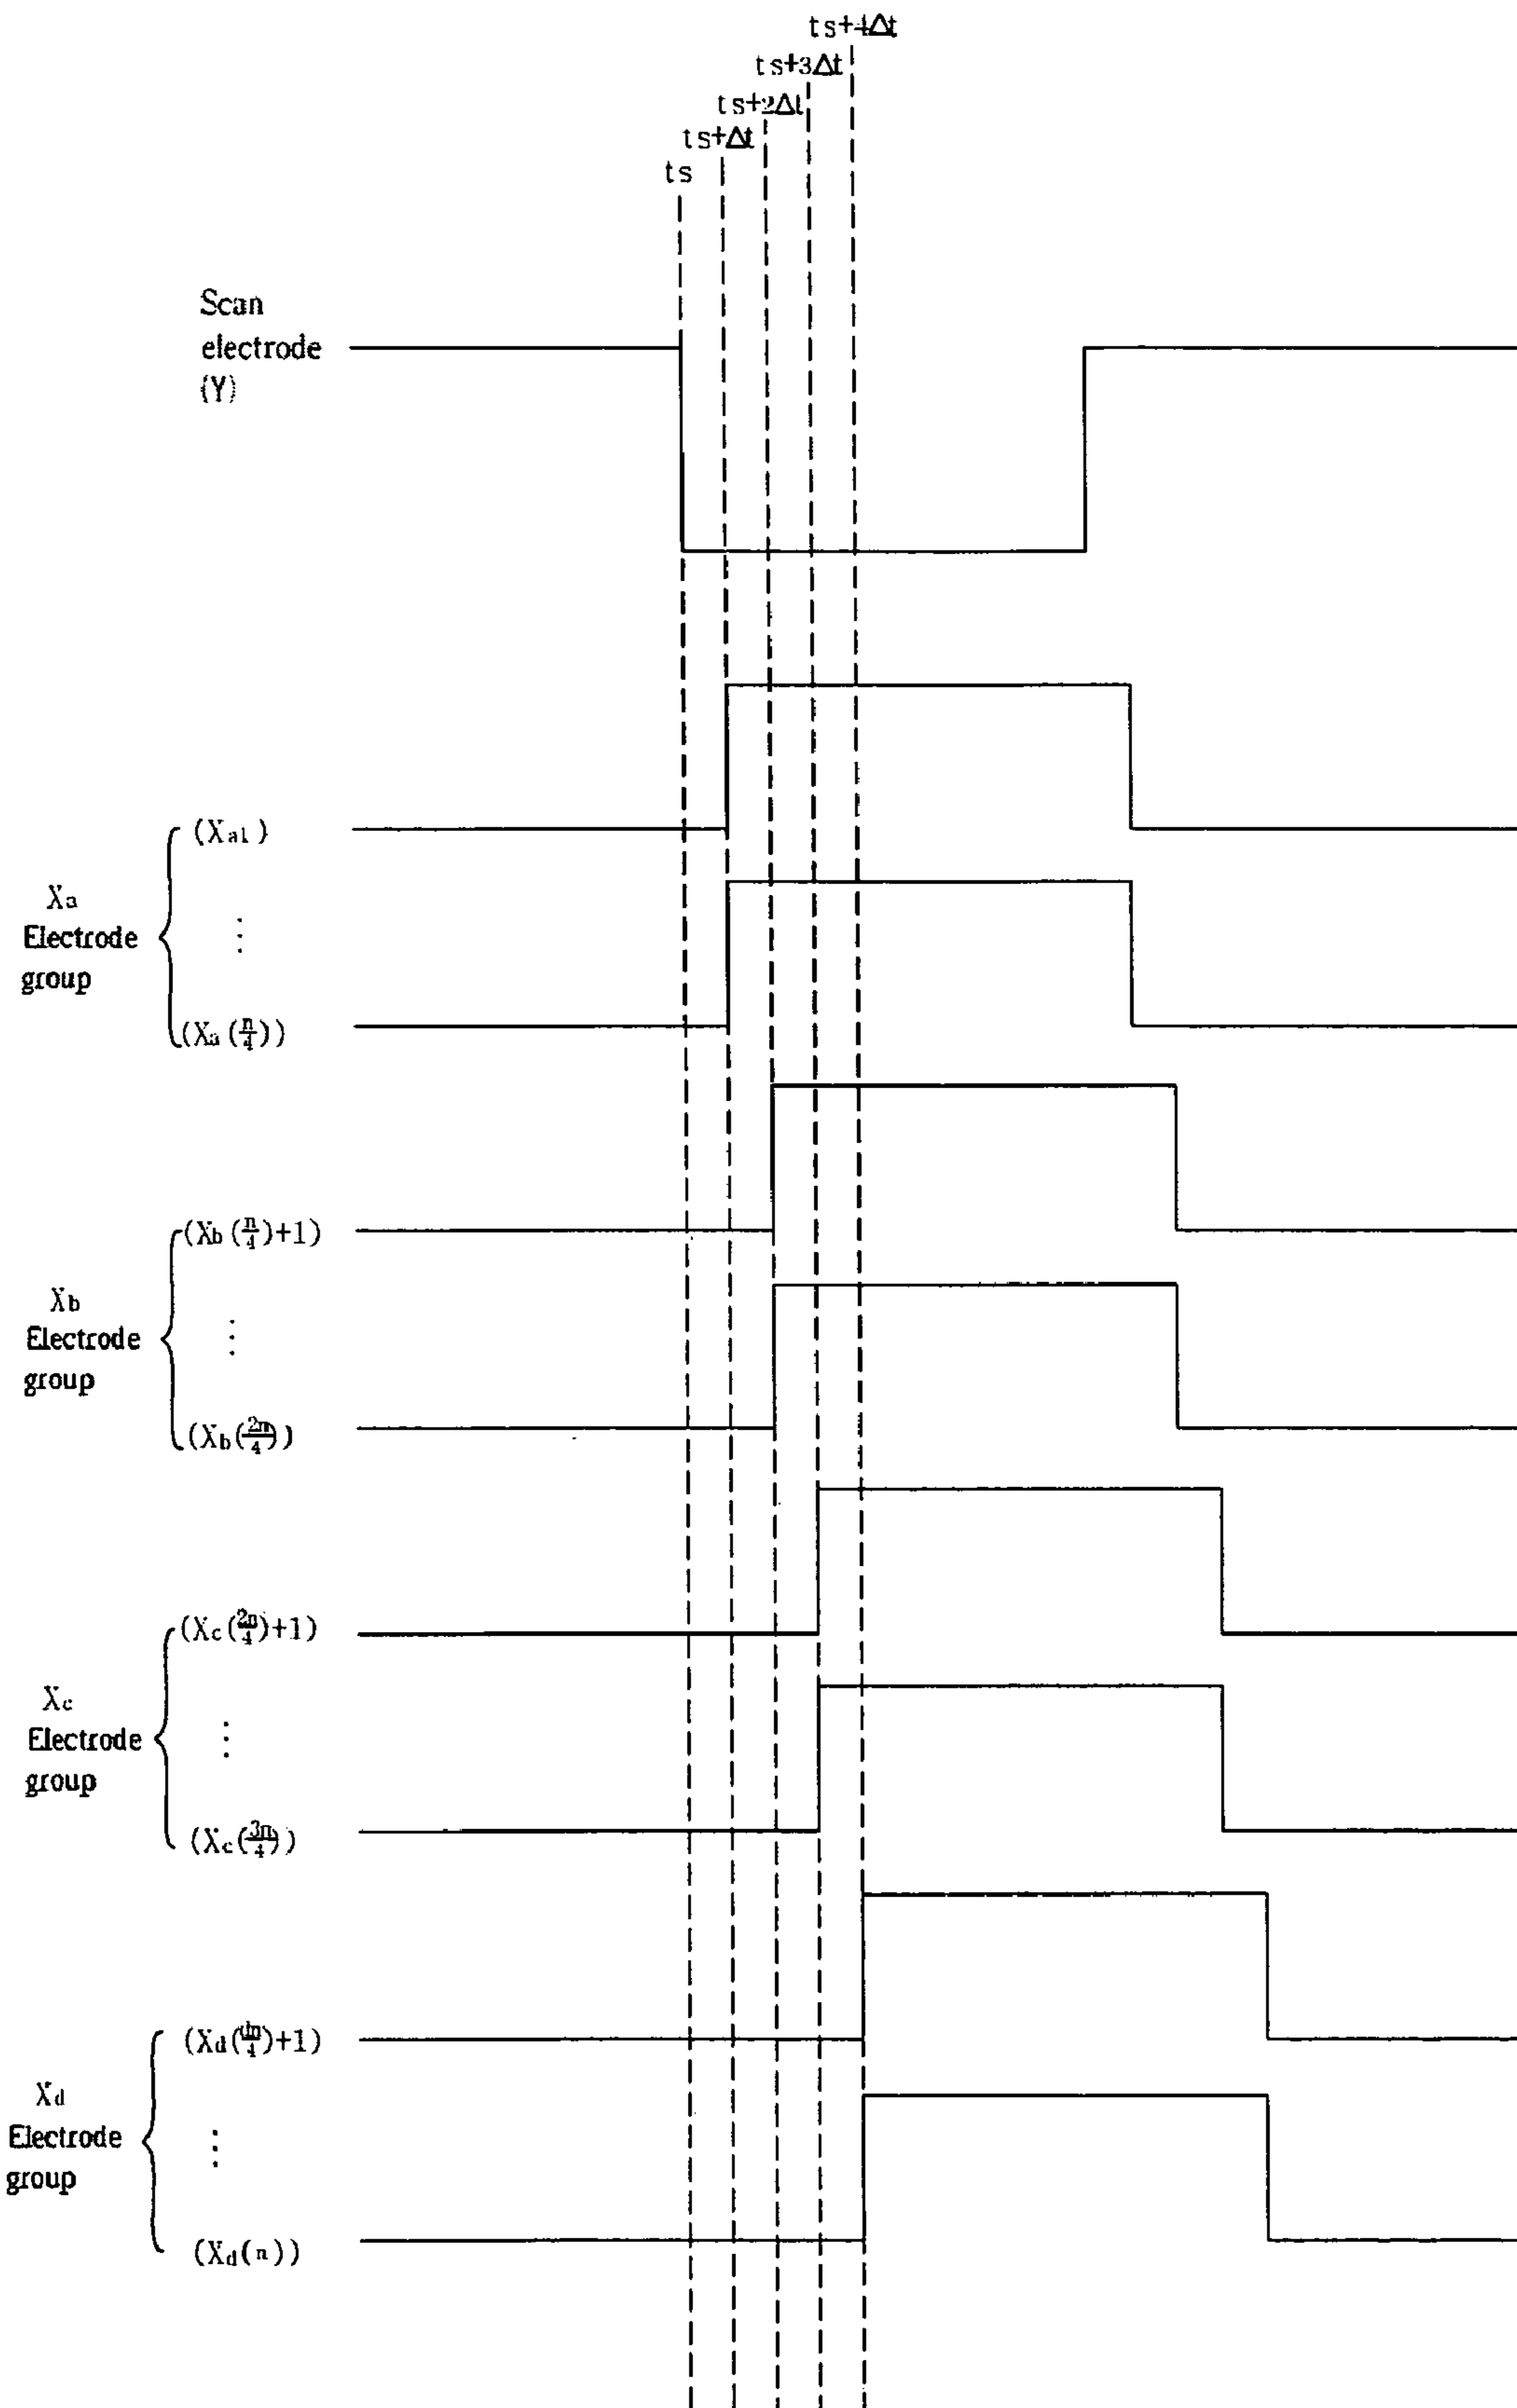 ts+4Δt
ts+3Δt
ts+2Δt
ts+Δt
ts
Scan
electrode
(Y)
(Xa1)
Xa
Electrode
group
⋮
(Xa(n/4))
(Xb(n/4)+1)
Xb
Electrode
group
⋮
(Xb(2n/4))
(Xc(2n/4)+1)
Xc
Electrode
group
⋮
(Xc(3n/4))
(Xd(3n/4)+1)
Xd
Electrode
group
⋮
(Xd(n))